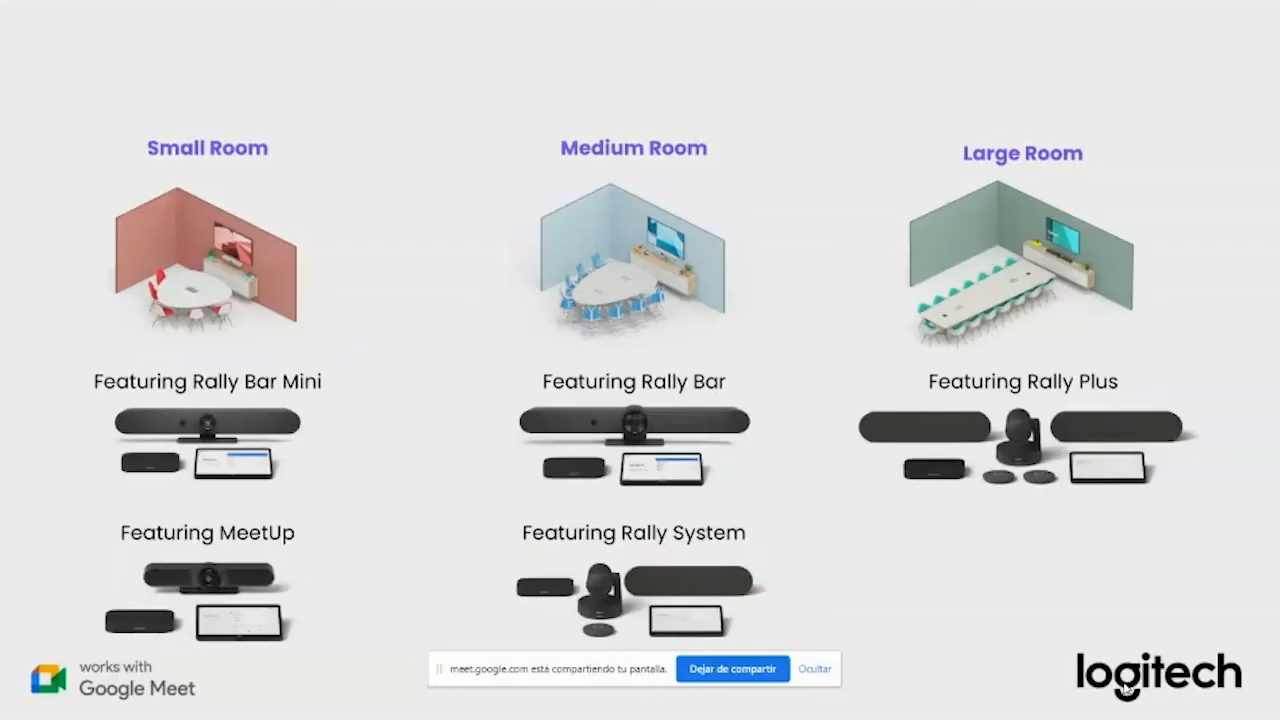 Small Room
Medium Room
Large Room
Featuring Rally Bar Mini
Featuring Rally Bar
Featuring Rally Plus
Featuring MeetUp
Featuring Rally System
works with
Google Meet
meet.google.com está compartiendo tu pantalla.
Dejar de compartir
Ocultar
logitech